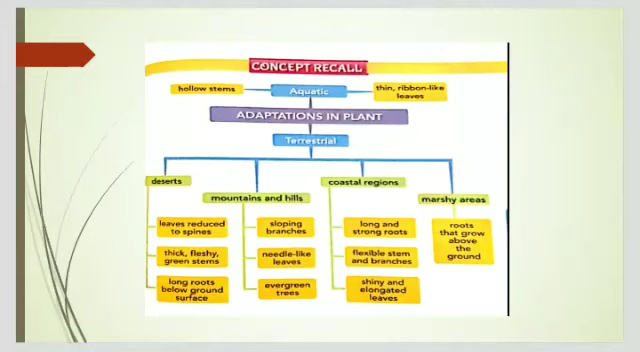 CONCEPT RECALL
hollow stems
Aquatic
thin, ribbon-like
leaves
ADAPTATIONS IN PLANT
Terrestrial
deserts
mountains and hills
coastal regions
marshy areas
leaves reduced
to spines
thick, fleshy,
green stems
long roots
below ground
surface
sloping
branches
needle-like
leaves
evergreen
trees
long and
strong roots
flexible stem
and branches
shiny and
elongated
leaves
roots
that grow
above
the
ground